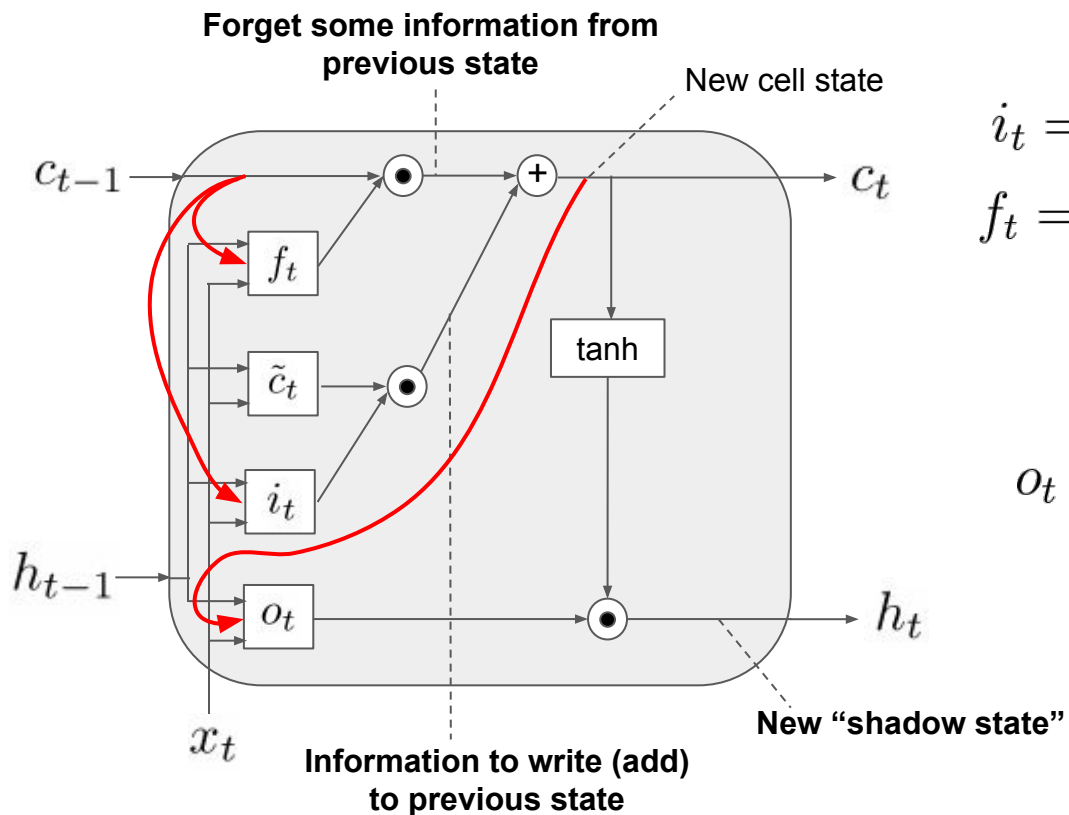 Forget some information from
previous state
New cell state
i_t =
c_{t-1}
+
c_t
f_t =
f_t
tanh
c̃_t
i_t
o_t
h_{t-1}
o_t
h_t
x_t
New “shadow state”
Information to write (add)
to previous state